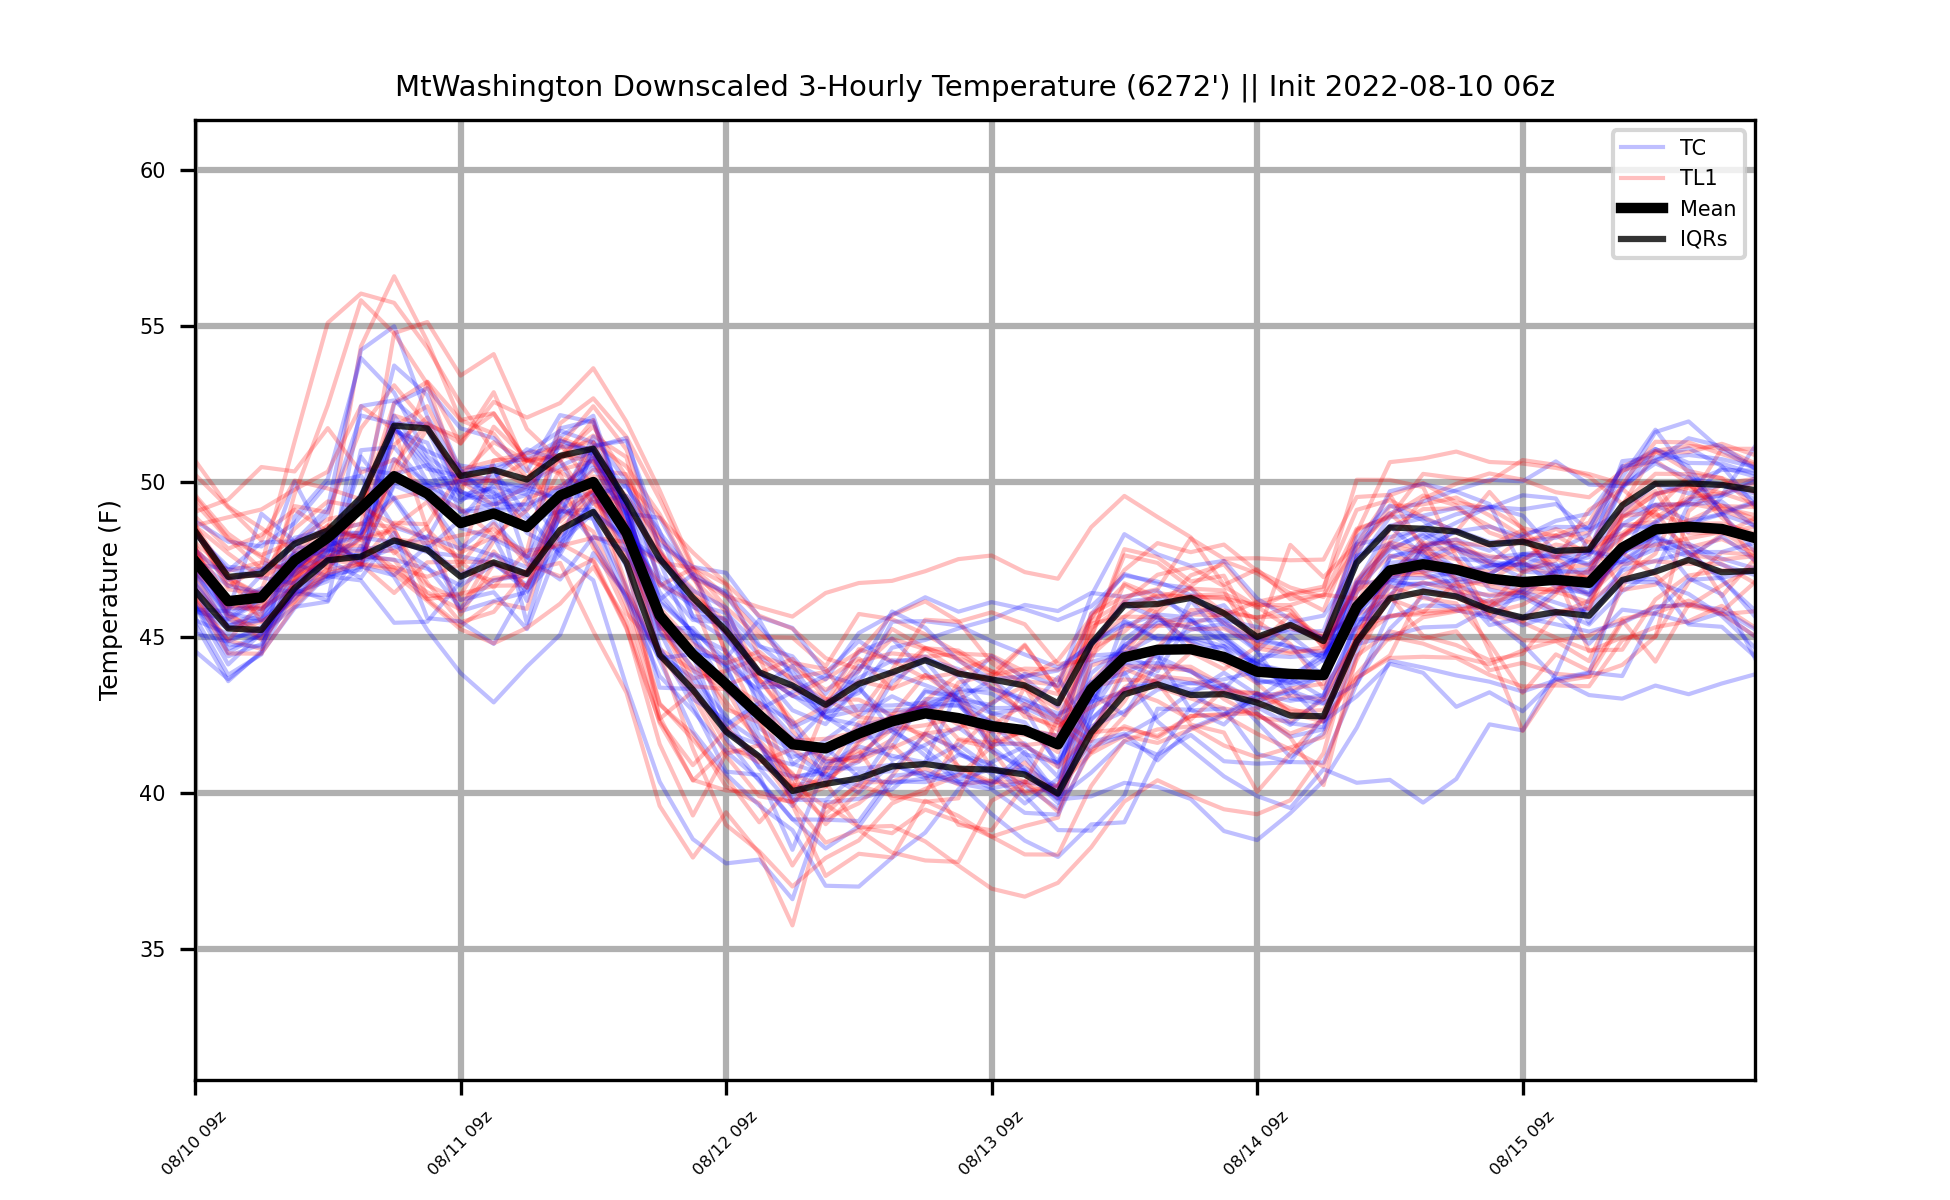 MtWashington Downscaled 3-Hourly Temperature (6272') || Init 2022-08-10 06z
TC
TL1
Mean
IQRs
Temperature (F)
60
55
50
45
40
35
08/10 09z
08/11 09z
08/12 09z
08/13 09z
08/14 09z
08/15 09z